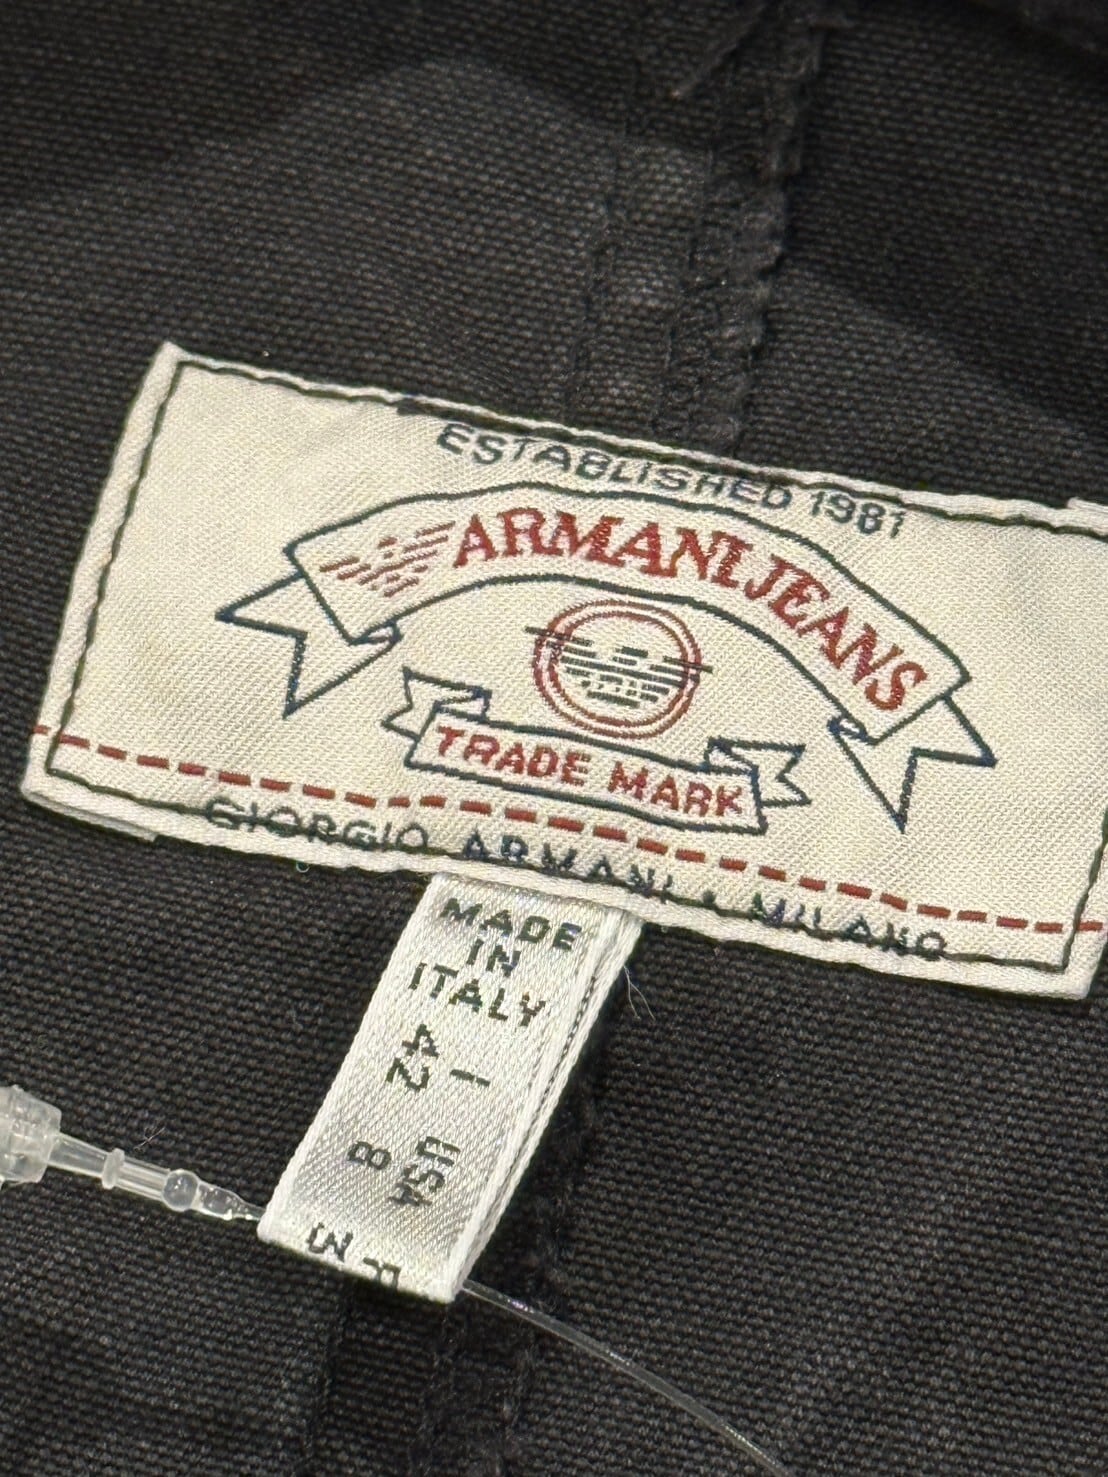 ESTABLISHED 1981
ARMANI JEANS
TRADE MARK
GIORGIO ARMANI • MILANO
MADE
IN
ITALY
I 42
USA 8